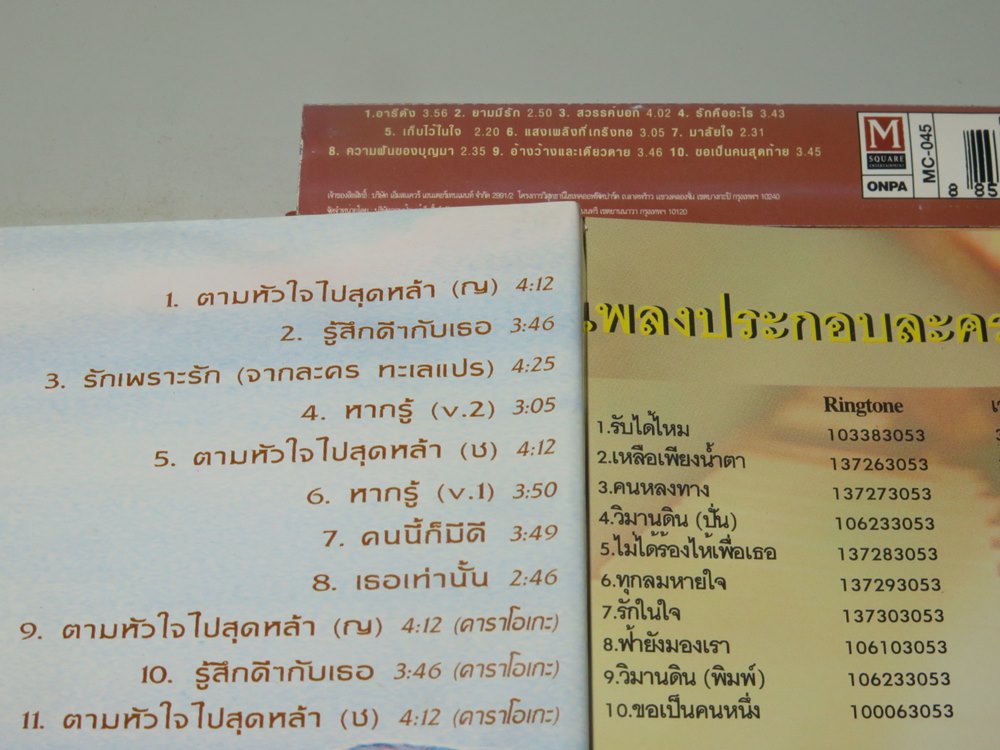 1.อารีดัง 3.56 2. ยามมีรัก 2.50 3. สวรรค์บอก 4.02 4. รักคืออะไร 3.43
5. เก็บไว้ในใจ 2.20 6. แสงเพลิงที่เกริงทอ 3.05 7. มาลัยใจ 2.31
8. ความฝันของบุญมา 2.35 9. อ้างว้างและเดียวดาย 3.46 10. ขอเป็นคนสุดท้าย 3.45
M
SQUARE
ENTERTAINMENT
ONPA
MC-045
8 85
1. ตามหัวใจไปสุดหล้า (ญ) 4:12
2. รู้สึกดีๆกับเธอ 3:46
3. รักเพราะรัก (จากละคร ทะเลแปร) 4:25
4. หากรู้ (v.2) 3:05
5. ตามหัวใจไปสุดหล้า (ช) 4:12
6. หากรู้ (v.1) 3:50
7. คนนี้ก็มีดี 3:49
8. เธอเท่านั้น 2:46
9. ตามหัวใจไปสุดหล้า (ญ) 4:12 (คาราโอเกะ)
10. รู้สึกดีๆกับเธอ 3:46 (คาราโอเกะ)
11. ตามหัวใจไปสุดหล้า (ช) 4:12 (คาราโอเกะ)
เพลงประกอบละคร
Ringtone
1.รับได้ไหม 103383053
2.เหลือเพียงน้ำตา 137263053
3.คนหลงทาง 137273053
4.วิมานดิน (ปั่น) 106233053
5.ไม่ได้ร้องไห้เพื่อเธอ 137283053
6.ทุกลมหายใจ 137293053
7.รักในใจ 137303053
8.ฟ้ายังมองเรา 106103053
9.วิมานดิน (พิมพ์) 106233053
10.ขอเป็นคนหนึ่ง 100063053